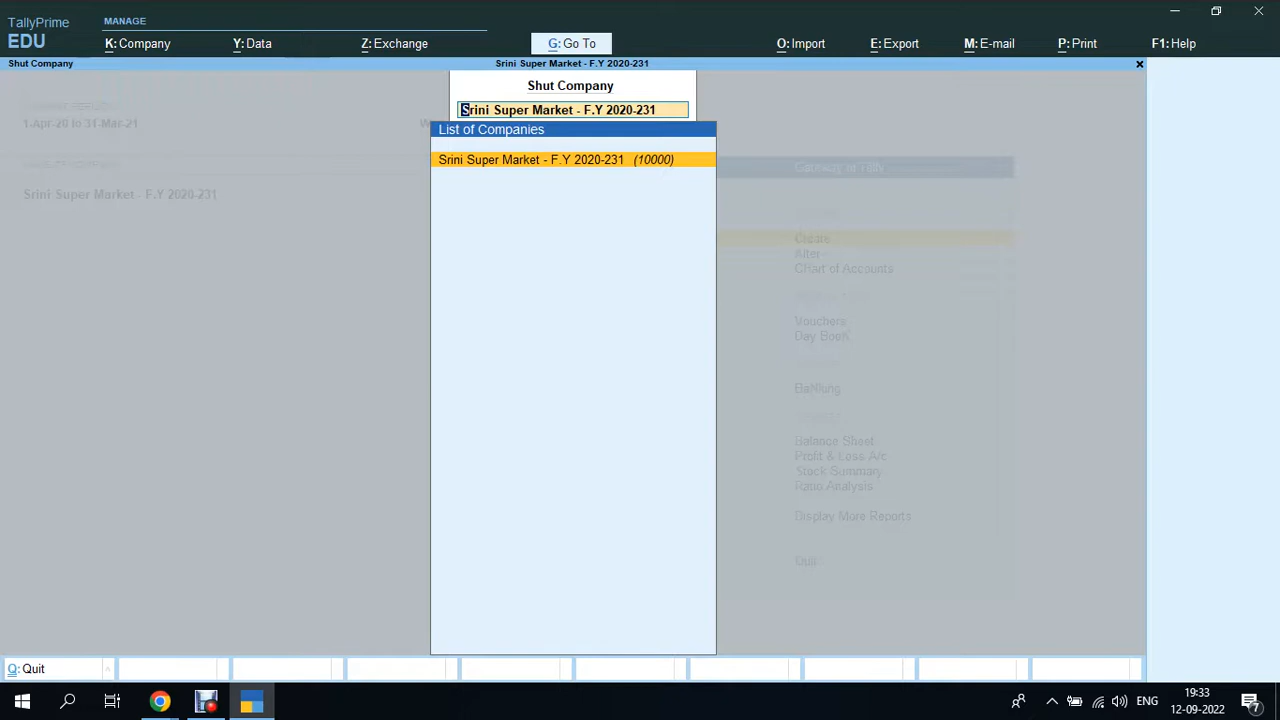 TallyPrime
EDU
MANAGE
K: Company
Y: Data
Z: Exchange
G: Go To
O: Import
E: Export
M: E-mail
P: Print
F1: Help
Shut Company
Srini Super Market - F.Y 2020-231
Shut Company
Srini Super Market - F.Y 2020-231
List of Companies
Srini Super Market - F.Y 2020-231 (10000)
1-Apr-20 to 31-Mar-21
Srini Super Market - F.Y 2020-231
Gateway of Tally
Create
Alter
Chart of Accounts
Vouchers
Day Book
Balance Sheet
Profit & Loss A/c
Stock Summary
Ratio Analysis
Display More Reports
Quit
Q: Quit
ENG
19:33
12-09-2022
7